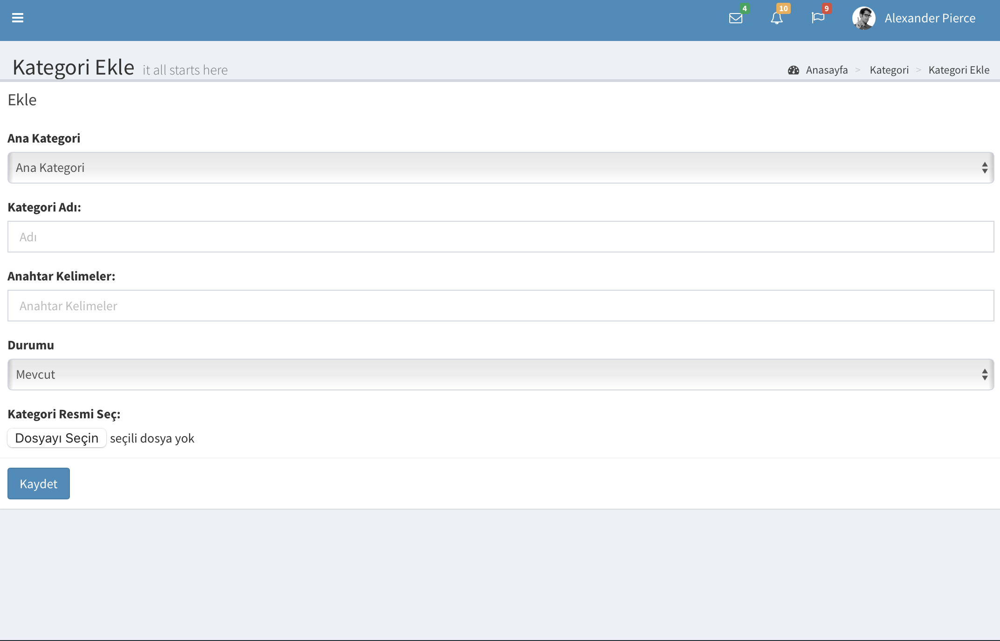 4 10 9 Alexander Pierce
Kategori Ekle it all starts here
Anasayfa > Kategori > Kategori Ekle
Ekle
Ana Kategori
Ana Kategori
Kategori Adı:
Adı
Anahtar Kelimeler:
Anahtar Kelimeler
Durumu
Mevcut
Kategori Resmi Seç:
Dosyayı Seçin seçili dosya yok
Kaydet